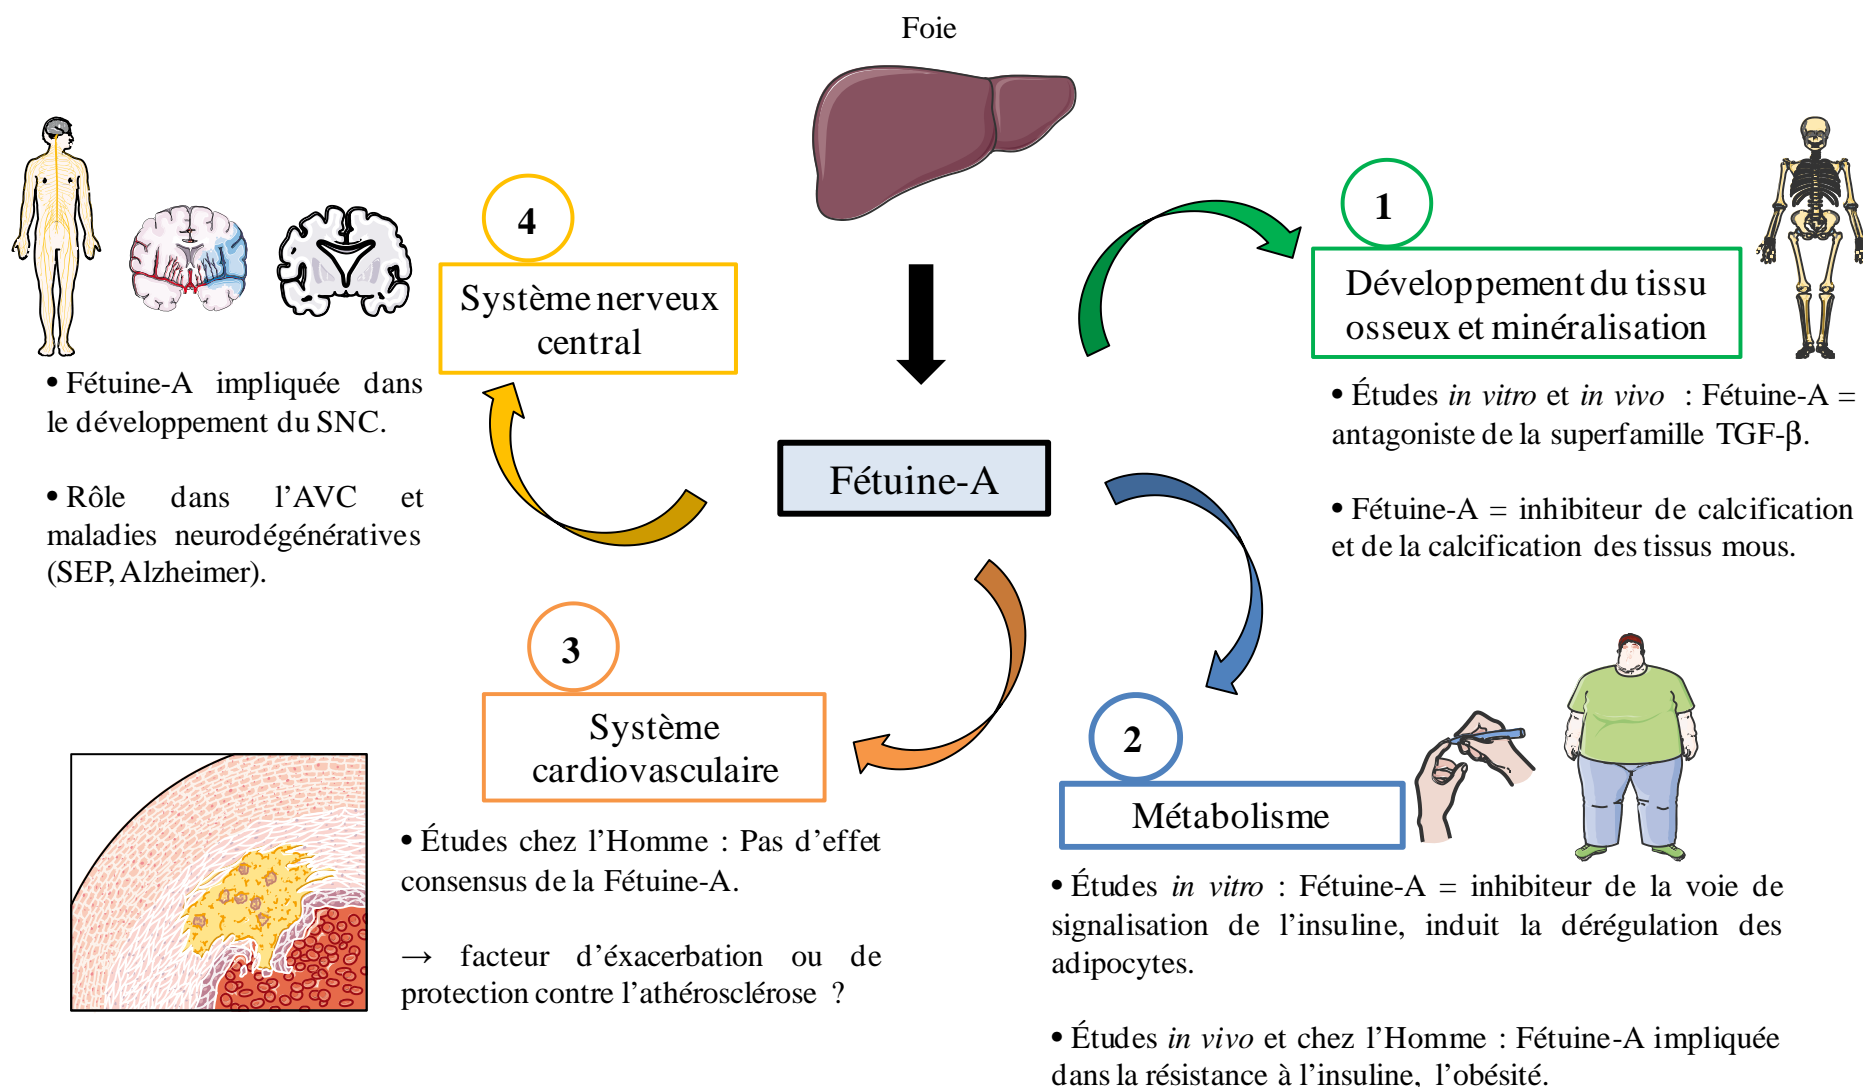 Foie
4
Système nerveux
central
• Fétuine-A impliquée dans
le développement du SNC.
• Rôle dans l’AVC et
maladies neurodégénératives
(SEP, Alzheimer).
1
Développement du tissu
osseux et minéralisation
• Études in vitro et in vivo : Fétuine-A =
antagoniste de la superfamille TGF-β.
• Fétuine-A = inhibiteur de calcification
et de la calcification des tissus mous.
Fétuine-A
3
Système
cardiovasculaire
• Études chez l’Homme : Pas d’effet
consensus de la Fétuine-A.
→ facteur d’éxacerbation ou de
protection contre l’athérosclérose ?
2
Métabolisme
• Études in vitro : Fétuine-A = inhibiteur de la voie de
signalisation de l’insuline, induit la dérégulation des
adipocytes.
• Études in vivo et chez l’Homme : Fétuine-A impliquée
dans la résistance à l’insuline, l’obésité.